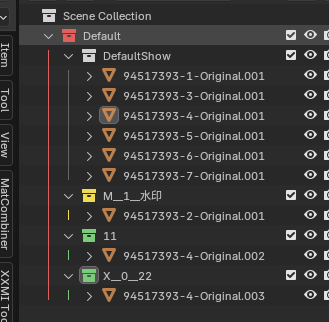 Scene Collection
Default
DefaultShow
94517393-1-Original.001
94517393-3-Original.001
94517393-4-Original.001
94517393-5-Original.001
94517393-6-Original.001
94517393-7-Original.001
M__1__水印
94517393-2-Original.001
11
94517393-4-Original.002
X__0__22
94517393-4-Original.003
Item
Tool
View
MatCombiner
XXMI Tool